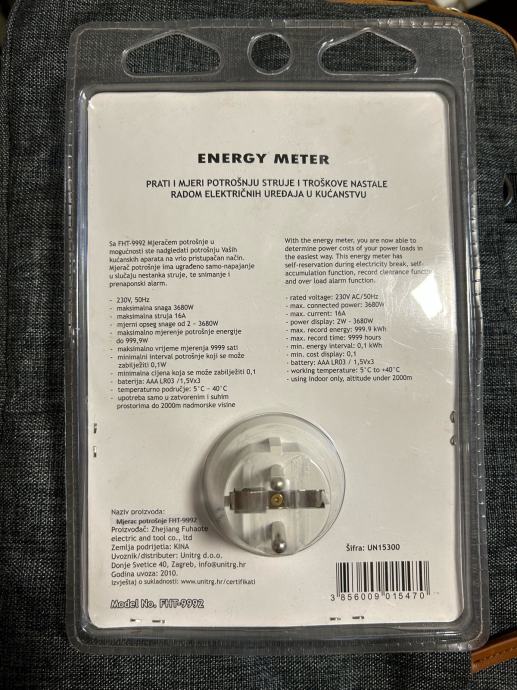 ENERGY METER
PRATI I MJERI POTROŠNJU STRUJE I TROŠKOVE NASTALE
RADOM ELEKTRIČNIH UREĐAJA U KUĆANSTVU
Sa FHT-9992 Mjeračem potrošnje u
mogućnosti ste nadgledati potrošnju Vaših
kućanskih aparata na vrlo pristupačan način.
Mjerač potrošnje ima ugrađeno samo-napajanje
u slučaju nestanka struje, te snimanje i
prenaponski alarm.
- 230V, 50Hz
- maksimalna snaga 3680W
- maksimalna struja 16A
- mjerni opseg snage od 2 - 3680W
- maksimalno mjerenje potrošnje energije
do 999,9W
- maksimalno vrijeme mjerenja 9999 sati
- minimalni interval potrošnje koji se može
zabilježiti 0,1W
- minimalna cijena koja se može zabilježiti 0,1
- baterija: AAA LR03 /1,5Vx3
- temperaturno područje: 5°C - 40°C
- upotreba samo u zatvorenim i suhim
prostorima do 2000m nadmorske visine
With the energy meter, you are now able to
determine power costs of your power loads in
the easiest way. This energy meter has
self-reservation during electricity break, self-
accumulation function, record clearance function
and over load alarm function.
- rated voltage: 230V AC/50Hz
- max. connected power: 3680W
- max. current: 16A
- power display: 2W - 3680W
- max. record energy: 999.9 kWh
- max. record time: 9999 hours
- min. energy interval: 0,1 kWh
- min. cost display: 0,1
- battery: AAA LR03 / 1,5Vx3
- working temperature: 5°C to +40°C
- using indoor only, altitude under 2000m
Naziv proizvoda:
Mjerac potrošnje FHT-9992
Proizvođač: Zhejiang Fuhaote
electric and tool co., ltd
Zemlja podrijetla: KINA
Uvoznik/distributer: Unitrg d.o.o.
Donje Svetice 40, Zagreb, info@unitrg.hr
Godina uvoza: 2010.
Izvještaj o sukladnosti: www.unitrg.hr/certifikati
Model No. FHT-9992
Šifra: UN15300
3 856009 015470